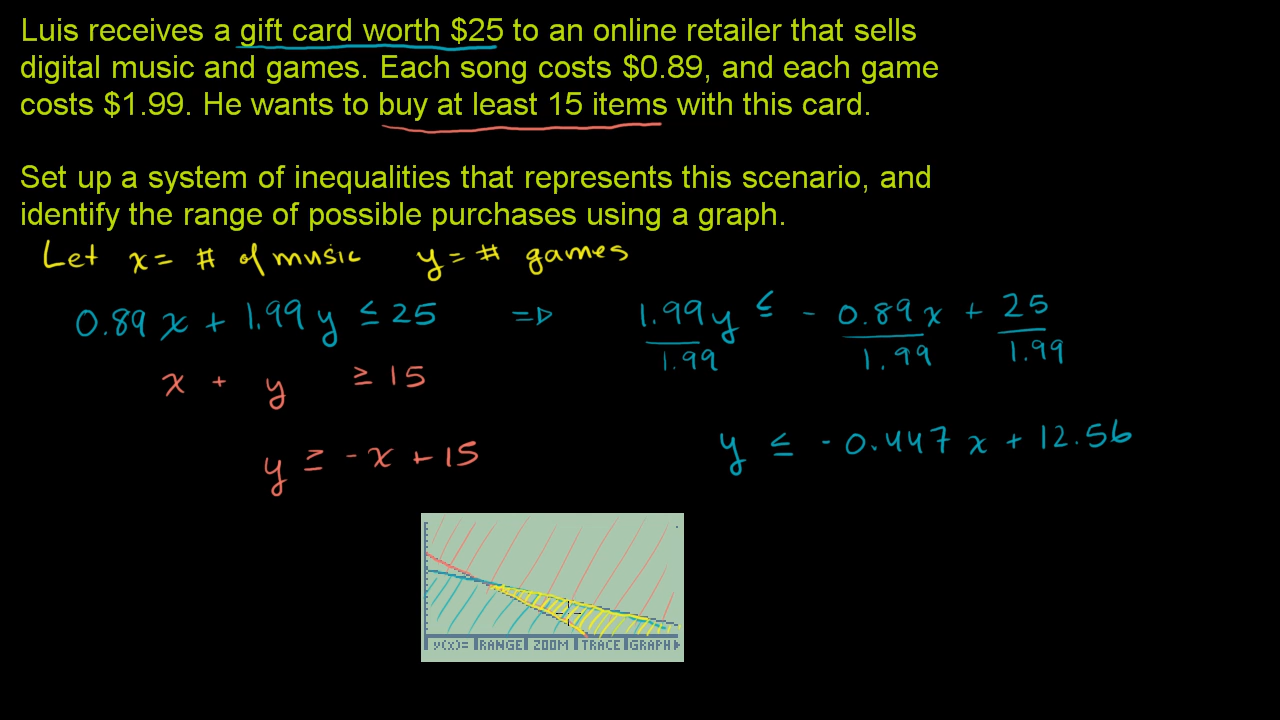 Luis receives a gift card worth $25 to an online retailer that sells
digital music and games. Each song costs $0.89, and each game
costs $1.99. He wants to buy at least 15 items with this card.
Set up a system of inequalities that represents this scenario, and
identify the range of possible purchases using a graph.
Let x = # of music y = # games
0.89x + 1.99y ≤ 25 ⇒ 1.99y/1.99 ≤ - 0.89x/1.99 + 25/1.99
x + y ≥ 15
y ≥ -x + 15
y ≤ -0.447x + 12.56
y(x)= RANGE ZOOM TRACE GRAPH